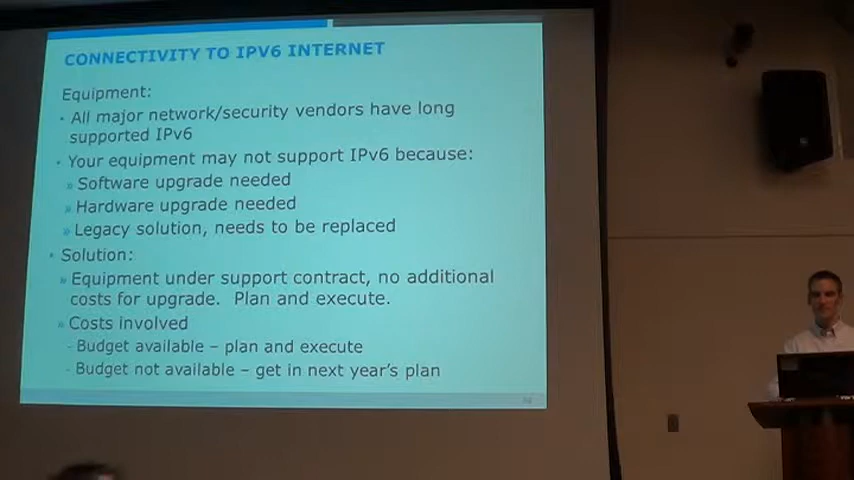 CONNECTIVITY TO IPV6 INTERNET
Equipment:
· All major network/security vendors have long
supported IPv6
· Your equipment may not support IPv6 because:
» Software upgrade needed
» Hardware upgrade needed
» Legacy solution, needs to be replaced
· Solution:
» Equipment under support contract, no additional
costs for upgrade.  Plan and execute.
» Costs involved
- Budget available – plan and execute
- Budget not available – get in next year's plan